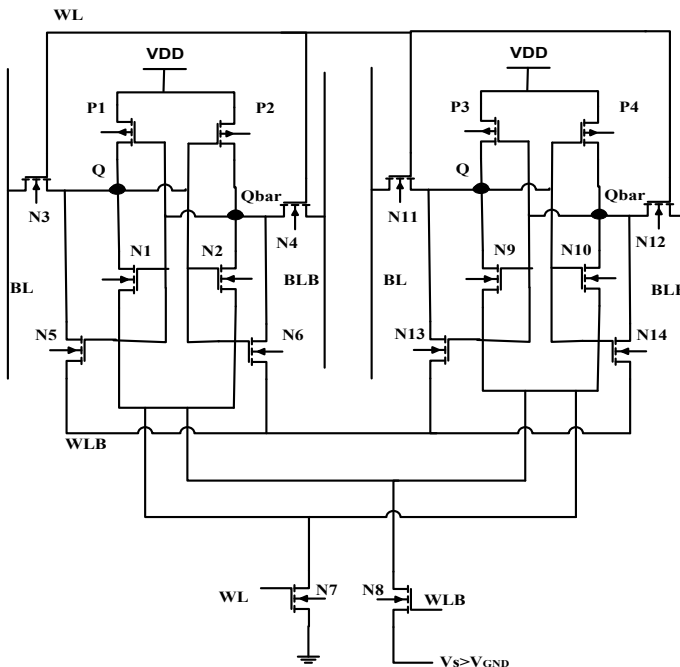 WL
VDD
VDD
P1
P2
P3
P4
Q
Qbar
Q
Qbar
N3
N4
N11
N12
N1
N2
N9
N10
BL
BLB
BL
N5
N6
N13
N14
WLB
N7
N8
WL
WLB
Vs>VGND